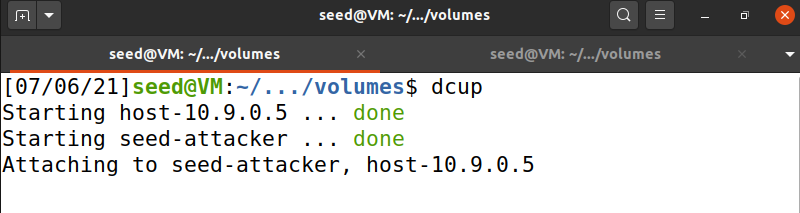 seed@VM: ~/.../volumes
seed@VM: ~/.../volumes
seed@VM: ~/.../volumes
[07/06/21]seed@VM:~/.../volumes$ dcup
Starting host-10.9.0.5 ... done
Starting seed-attacker ... done
Attaching to seed-attacker, host-10.9.0.5